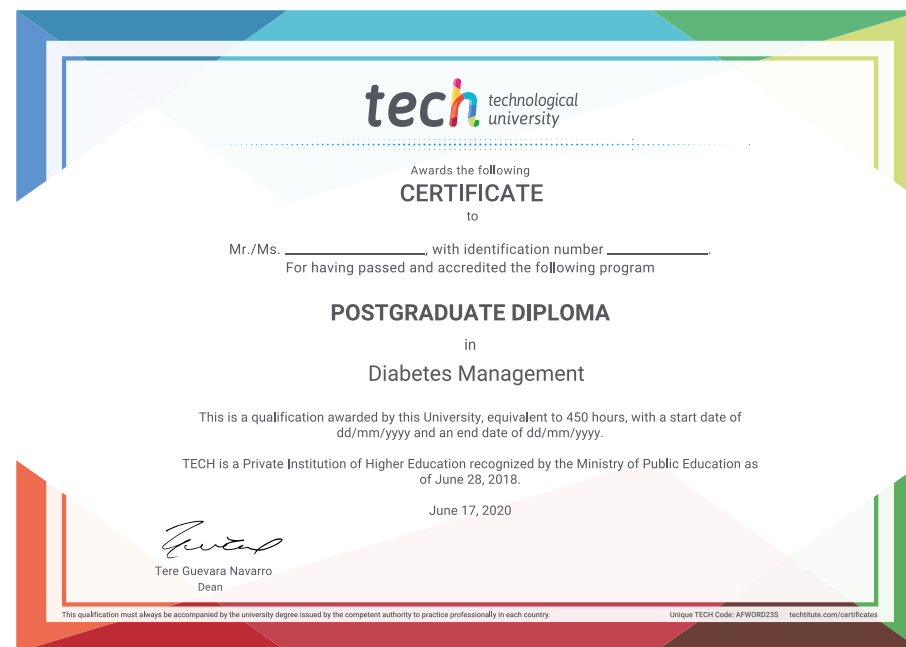 tech technological
university
Awards the following
CERTIFICATE
to
Mr./Ms. ____________________, with identification number ______________.
For having passed and accredited the following program
POSTGRADUATE DIPLOMA
in
Diabetes Management
This is a qualification awarded by this University, equivalent to 450 hours, with a start date of
dd/mm/yyyy and an end date of dd/mm/yyyy.
TECH is a Private Institution of Higher Education recognized by the Ministry of Public Education as
of June 28, 2018.
June 17, 2020
Tere Guevara Navarro
Dean
This qualification must always be accompanied by the university degree issued by the competent authority to practice professionally in each country. Unique TECH Code: AFWORD23S techtitute.com/certificates